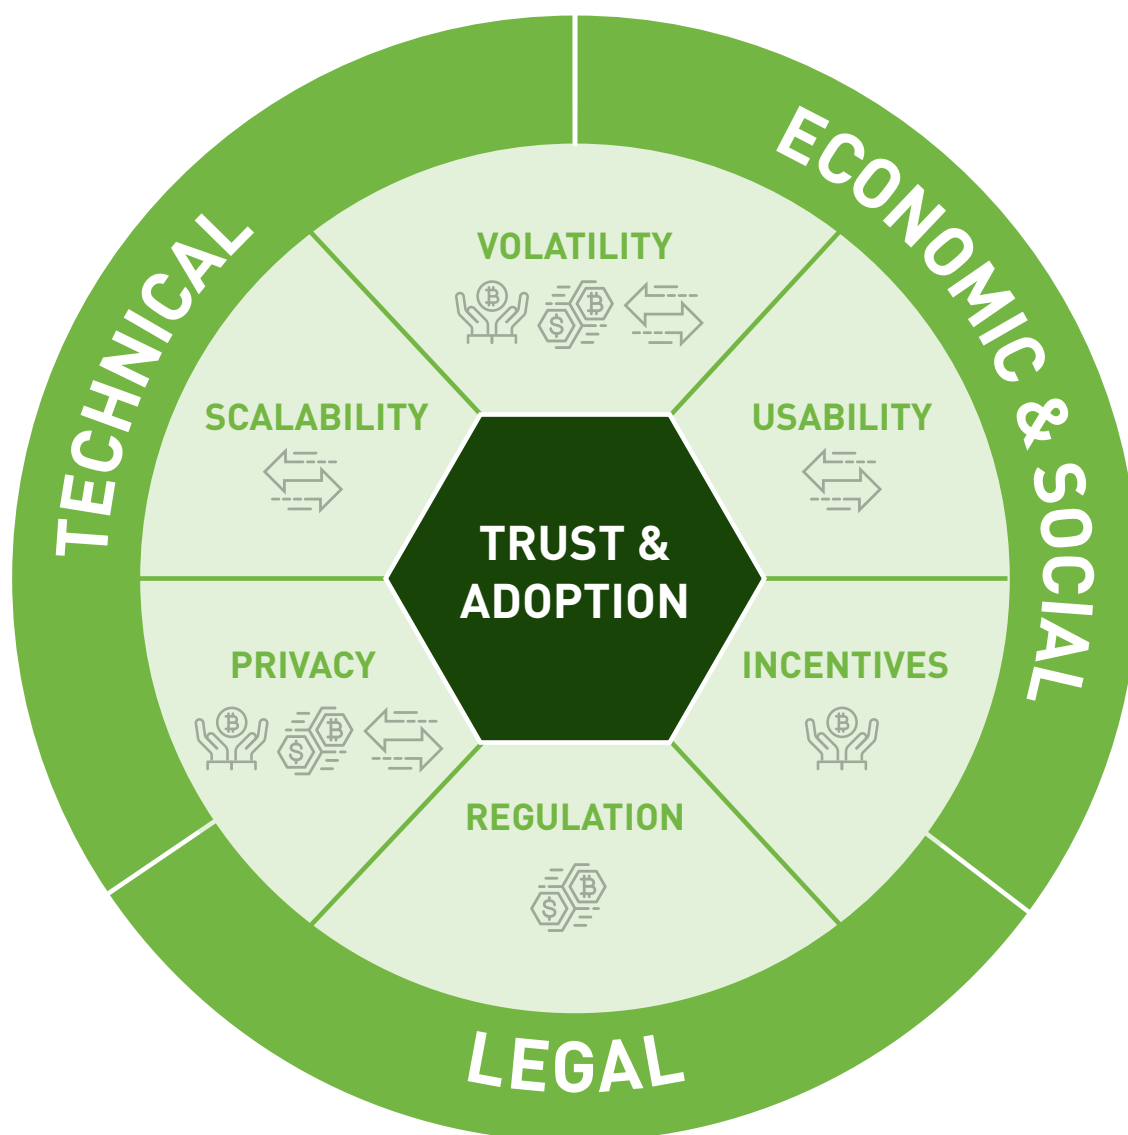 TECHNICAL
ECONOMIC & SOCIAL
VOLATILITY
SCALABILITY
USABILITY
TRUST &
ADOPTION
PRIVACY
INCENTIVES
REGULATION
LEGAL